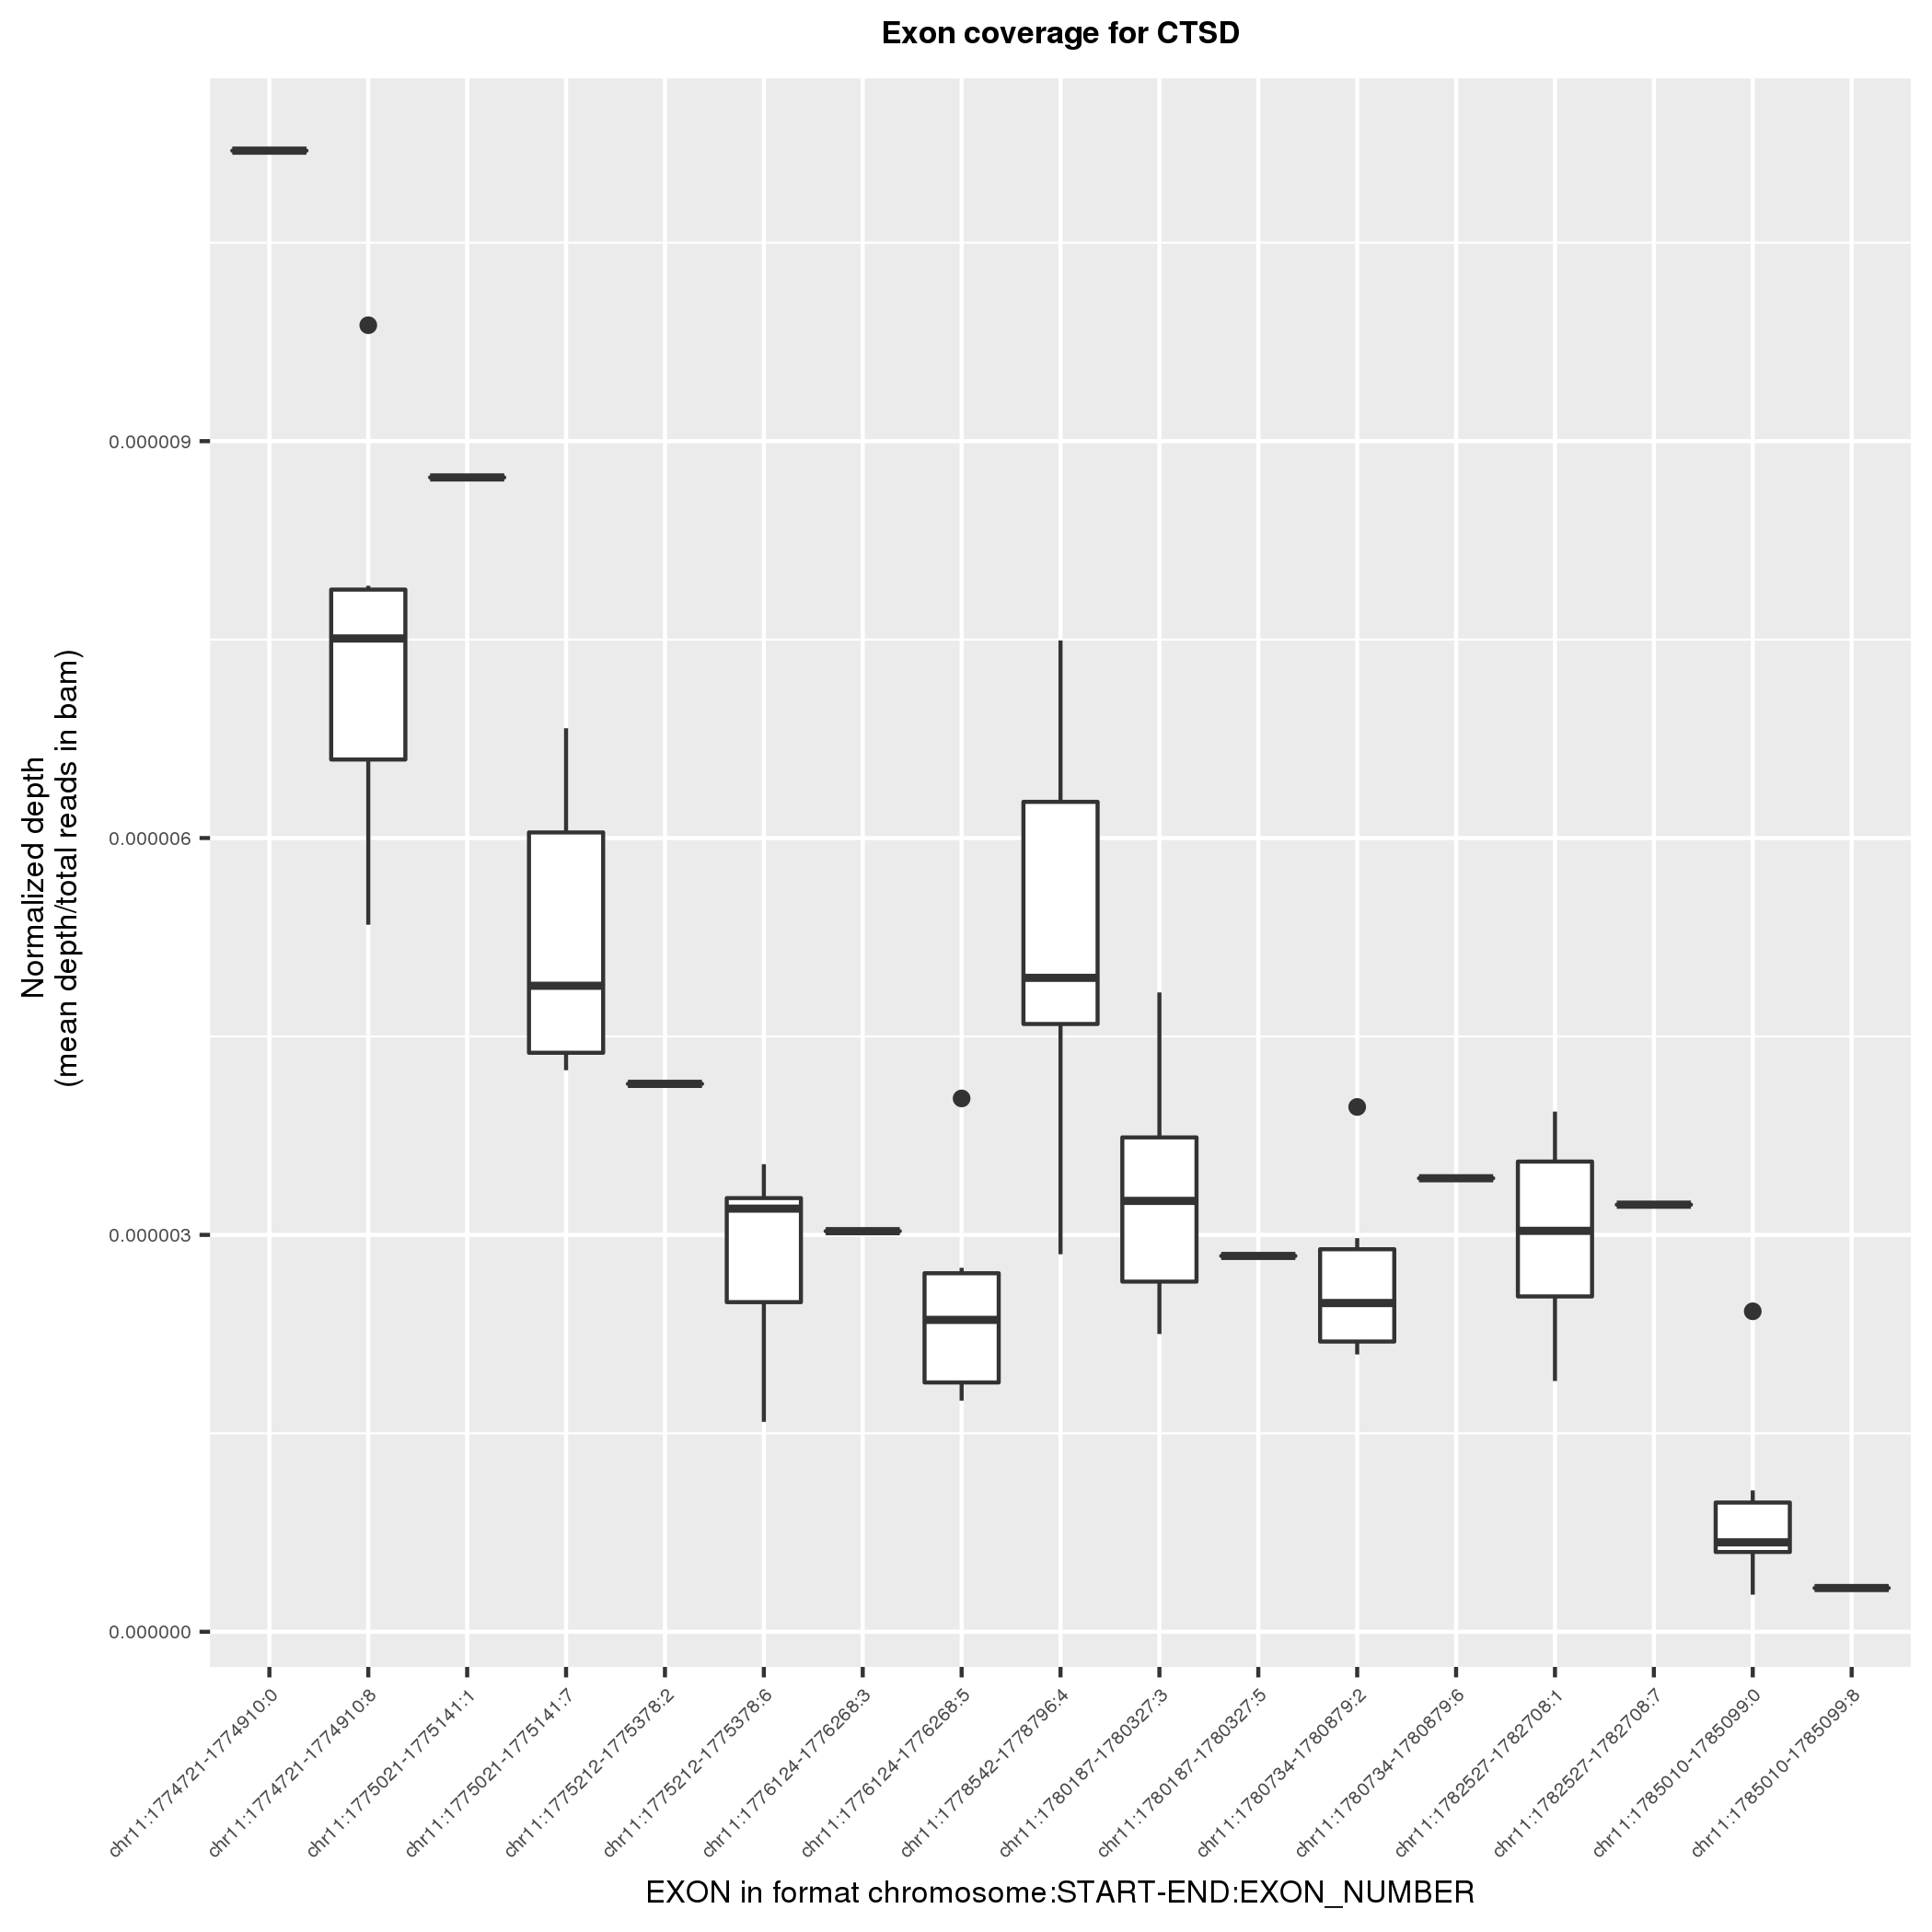 Exon coverage for CTSD
Normalized depth
(mean depth/total reads in bam)
0.000009
0.000006
0.000003
0.000000
chr11:1774721-1774910:0
chr11:1774721-1774910:8
chr11:1775021-1775141:1
chr11:1775021-1775141:7
chr11:1775212-1775378:2
chr11:1775212-1775378:6
chr11:1776124-1776268:3
chr11:1776124-1776268:5
chr11:1778542-1778796:4
chr11:1780187-1780327:3
chr11:1780187-1780327:5
chr11:1780734-1780879:2
chr11:1780734-1780879:6
chr11:1782527-1782708:1
chr11:1782527-1782708:7
chr11:1785010-1785099:0
chr11:1785010-1785099:8
EXON in format chromosome:START-END:EXON_NUMBER